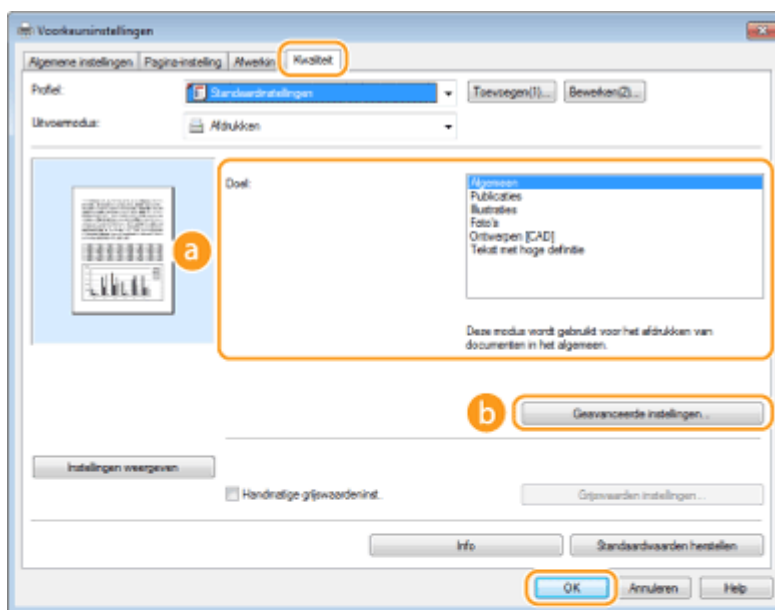 Voorkeursinstellingen
Algemene instellingen Pagina-instelling Afwerkin Kwaliteit
Profiel: Standaardinstellingen Toevoegen(1)... Bewerken(2)...
Uitvoermodus: Afdrukken
Doel: Algemeen
Publicaties
Illustraties
Foto's
Ontwerpen [CAD]
Tekst met hoge definitie
a
Deze modus wordt gebruikt voor het afdrukken van
documenten in het algemeen.
b Geavanceerde instellingen...
Instellingen weergeven
Handmatige grijswaardeninst. Grijswaarden instellingen...
Info Standaardwaarden herstellen
OK Annuleren Help